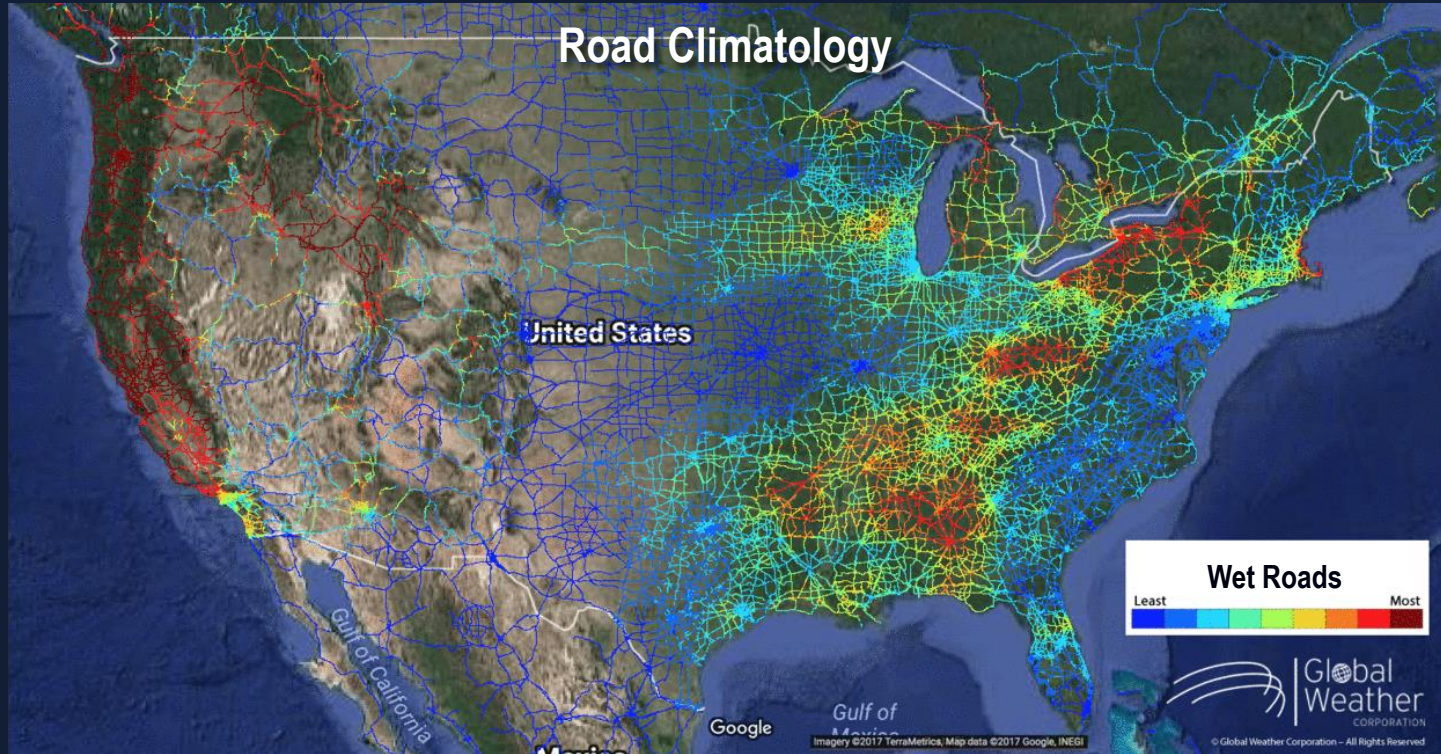 Road Climatology
United States
Gulf of California
Wet Roads
Least
Most
Global
Weather
CORPORATION
Google
Gulf of
Mexico
Imagery ©2017 TerraMetrics, Map data ©2017 Google, INEGI
© Global Weather Corporation – All Rights Reserved
Mexico